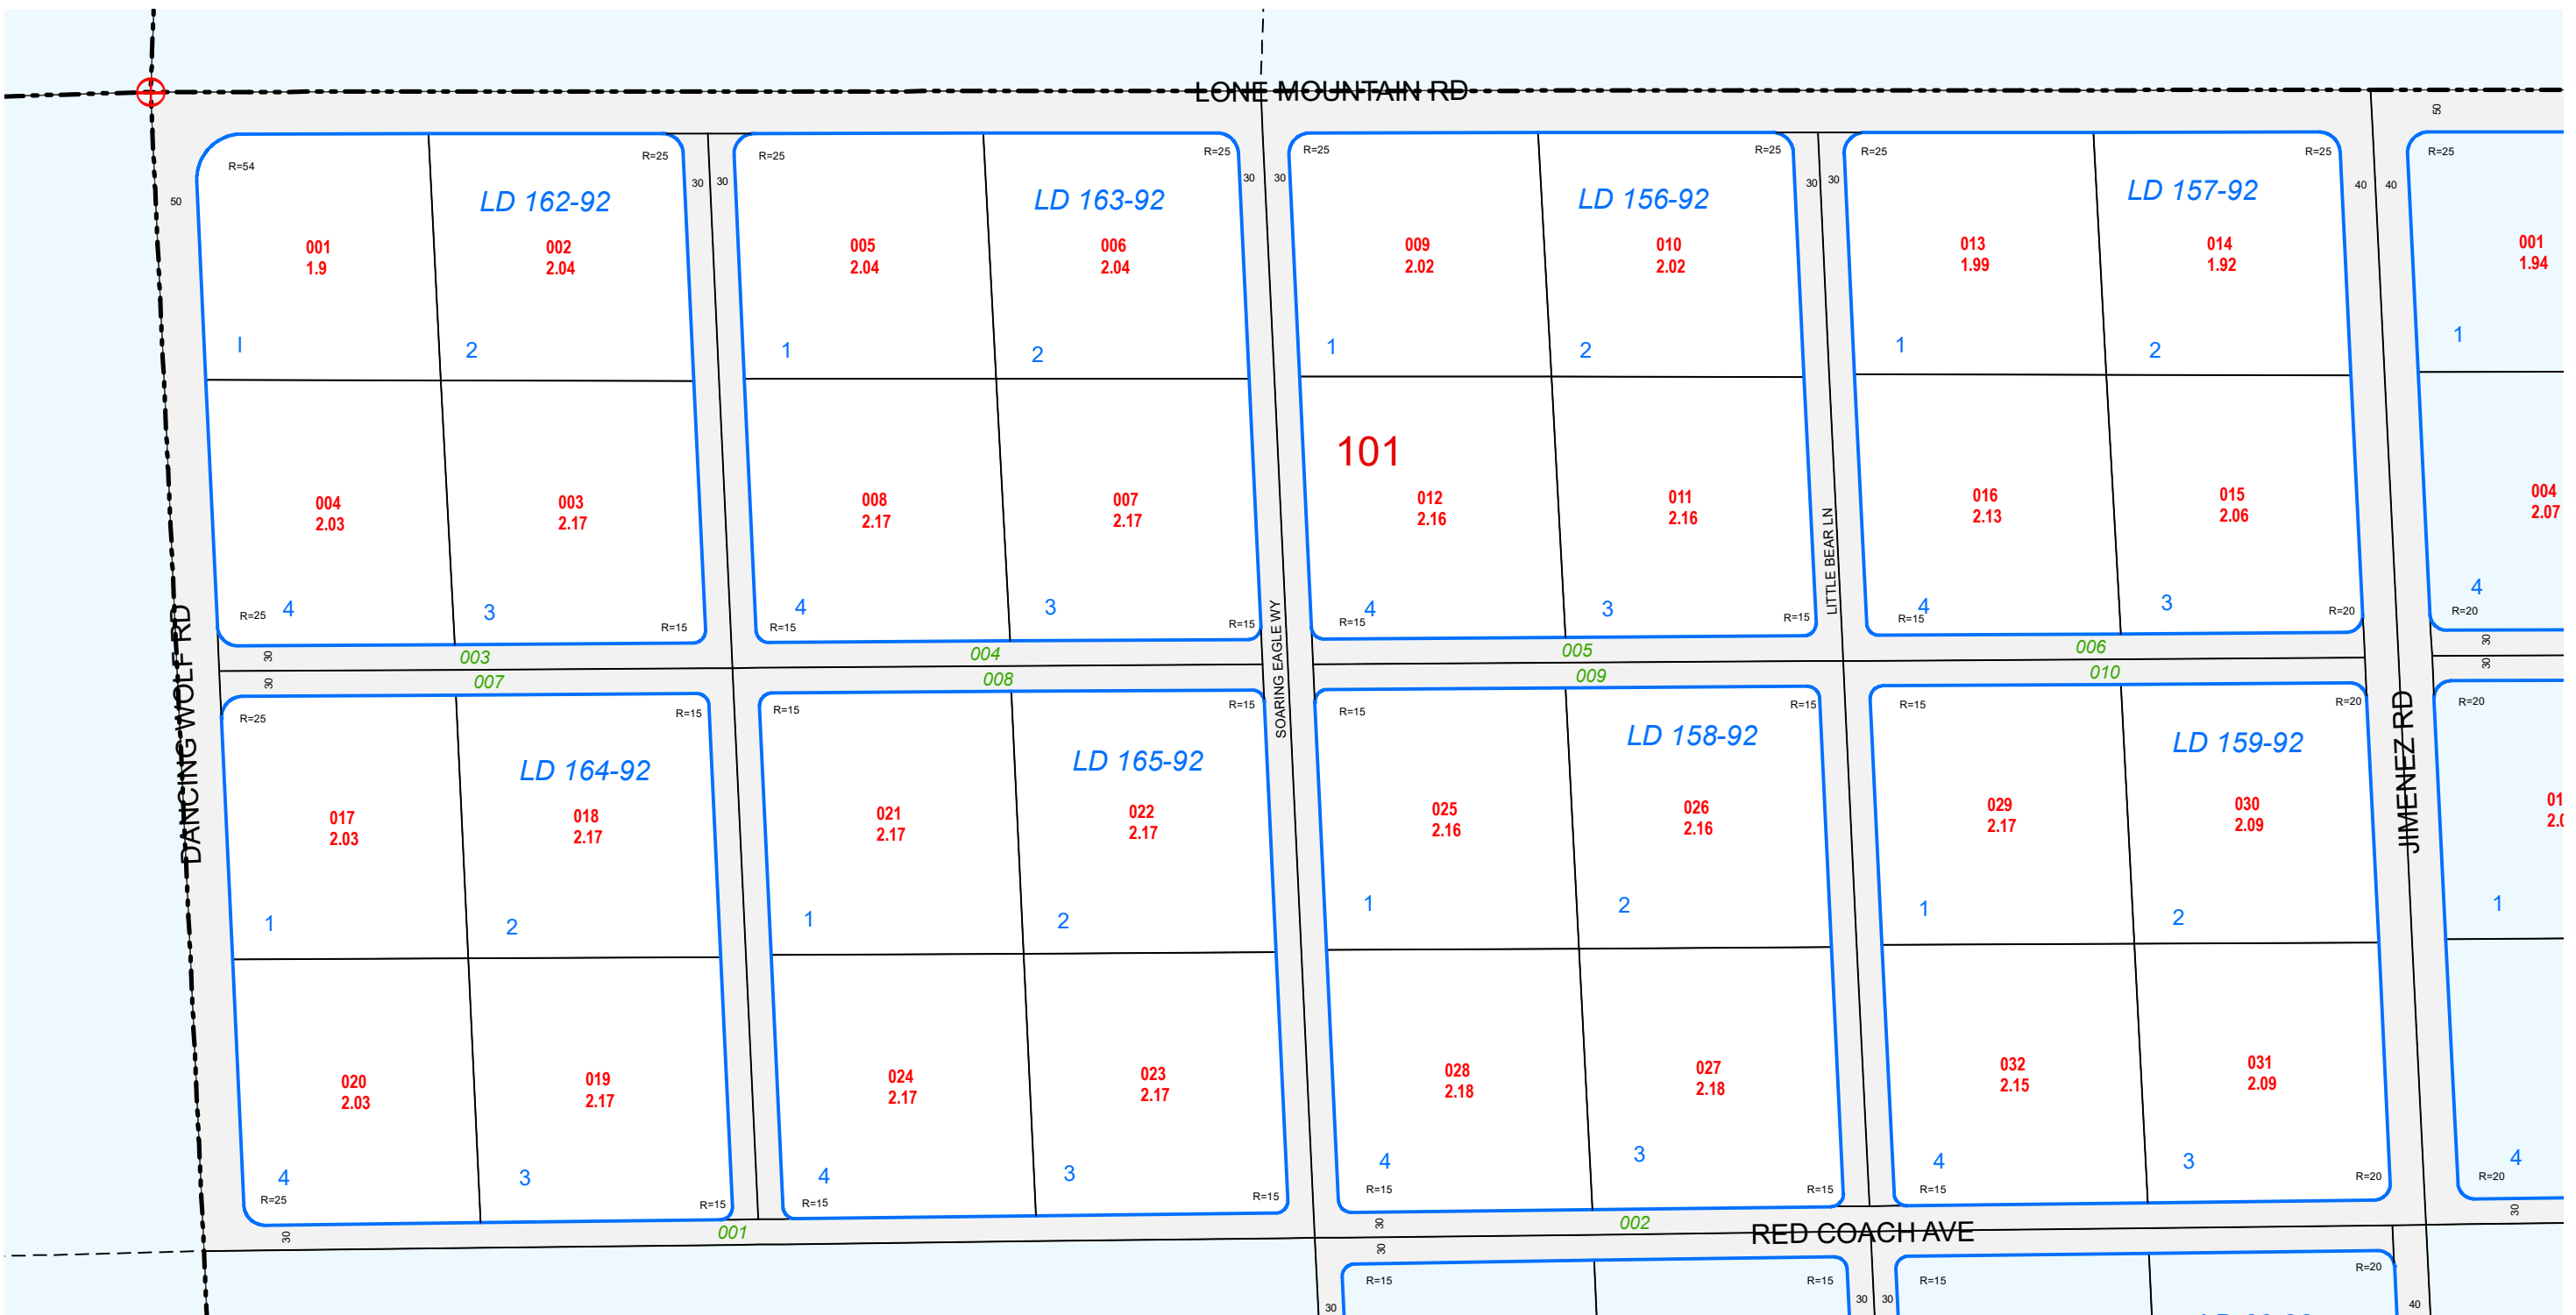 LONE MOUNTAIN RD
50
R=54
R=25
R=25
R=25
R=25
R=25
R=25
R=25
R=25
50
30
30
30
30
30
30
40
40
LD 162-92
LD 163-92
LD 156-92
LD 157-92
001
1.9
002
2.04
005
2.04
006
2.04
009
2.02
010
2.02
013
1.99
014
1.92
001
1.94
I
2
1
2
1
2
1
2
1
101
004
2.03
003
2.17
008
2.17
007
2.17
012
2.16
011
2.16
016
2.13
015
2.06
004
2.07
LITTLE BEAR LN
4
3
4
3
4
3
4
3
4
R=25
R=15
R=15
R=15
R=15
R=15
R=15
R=20
R=20
DANCING WOLF RD
SOARING EAGLE WY
JIMENEZ RD
30
003
004
005
006
30
30
007
008
009
010
30
R=25
R=15
R=15
R=15
R=15
R=15
R=15
R=20
R=20
LD 164-92
LD 165-92
LD 158-92
LD 159-92
017
2.03
018
2.17
021
2.17
022
2.17
025
2.16
026
2.16
029
2.17
030
2.09
1
2
1
2
1
2
1
2
1
020
2.03
019
2.17
024
2.17
023
2.17
028
2.18
027
2.18
032
2.15
031
2.09
4
3
4
3
4
3
4
3
4
R=25
R=15
R=15
R=15
R=15
R=15
R=15
R=20
R=20
30
001
30
002
RED COACH AVE
30
30
R=15
R=15
R=15
R=20
30
30
30
40